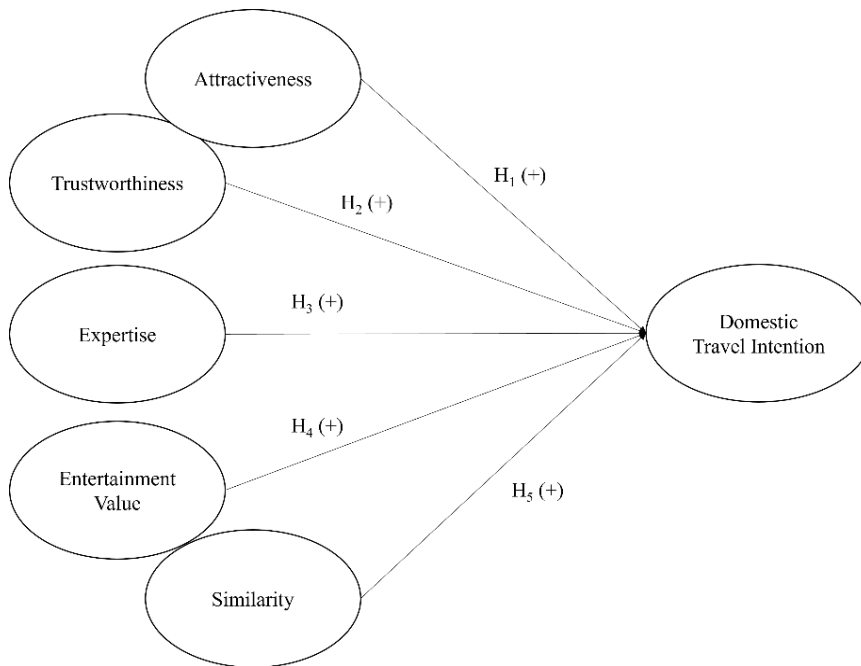 Attractiveness
H₁ (+)
Trustworthiness
H₂ (+)
Expertise
H₃ (+)
Domestic
Travel Intention
Entertainment
Value
H₄ (+)
H₅ (+)
Similarity